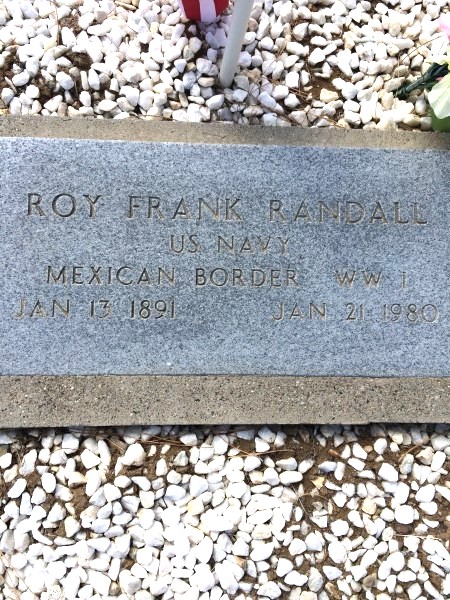 ROY FRANK RANDALL
US NAVY
MEXICAN BORDER WW I
JAN 13 1891 JAN 21 1980